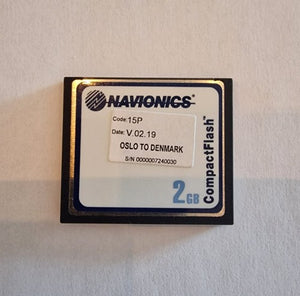 NAVIONICS
Code: 15P
Date: V.02.19
OSLO TO DENMARK
S/N 0000007240030
2GB
CompactFlash